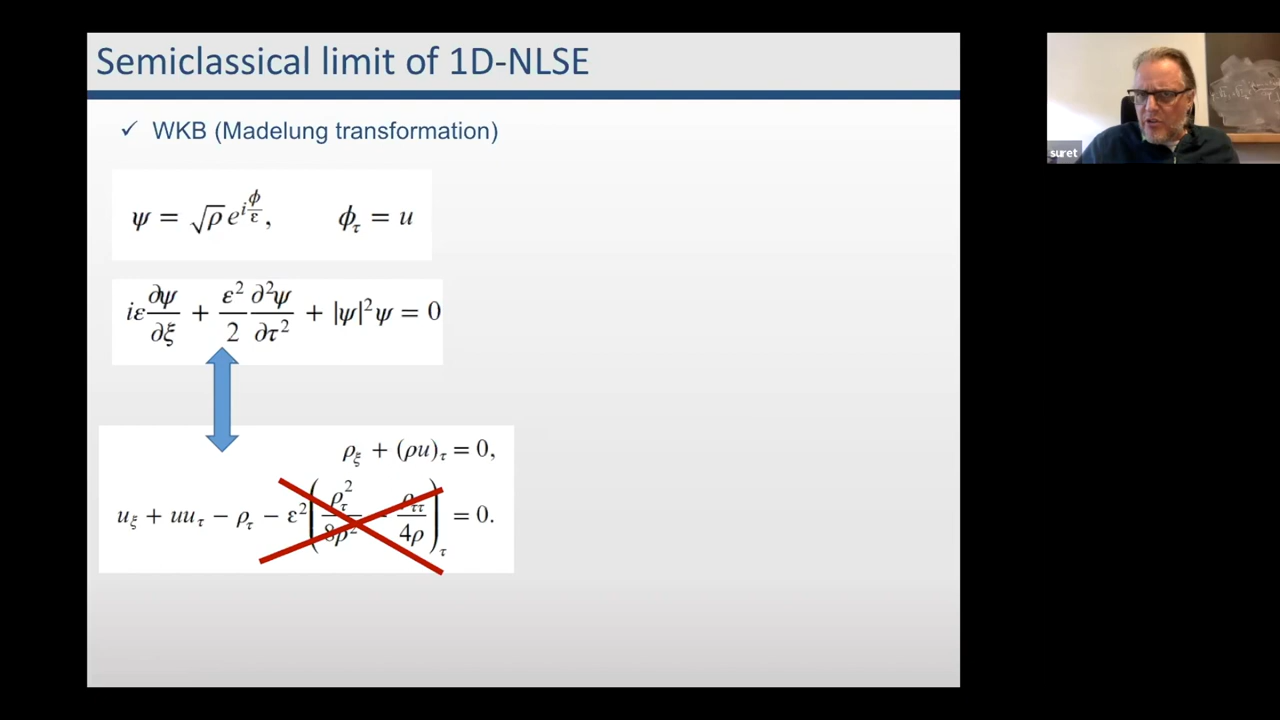 Semiclassical limit of 1D-NLSE
✓ WKB (Madelung transformation)
ψ = √ρ e^{iϕ/ε}, ϕ_τ = u
iε ∂ψ/∂ξ + ε²/2 ∂²ψ/∂τ² + |ψ|²ψ = 0
ρ_ξ + (ρu)_τ = 0,
u_ξ + uu_τ − ρ_τ − ε²(ρ_τ²/8ρ² − ρ_ττ/4ρ)_τ = 0.
suret